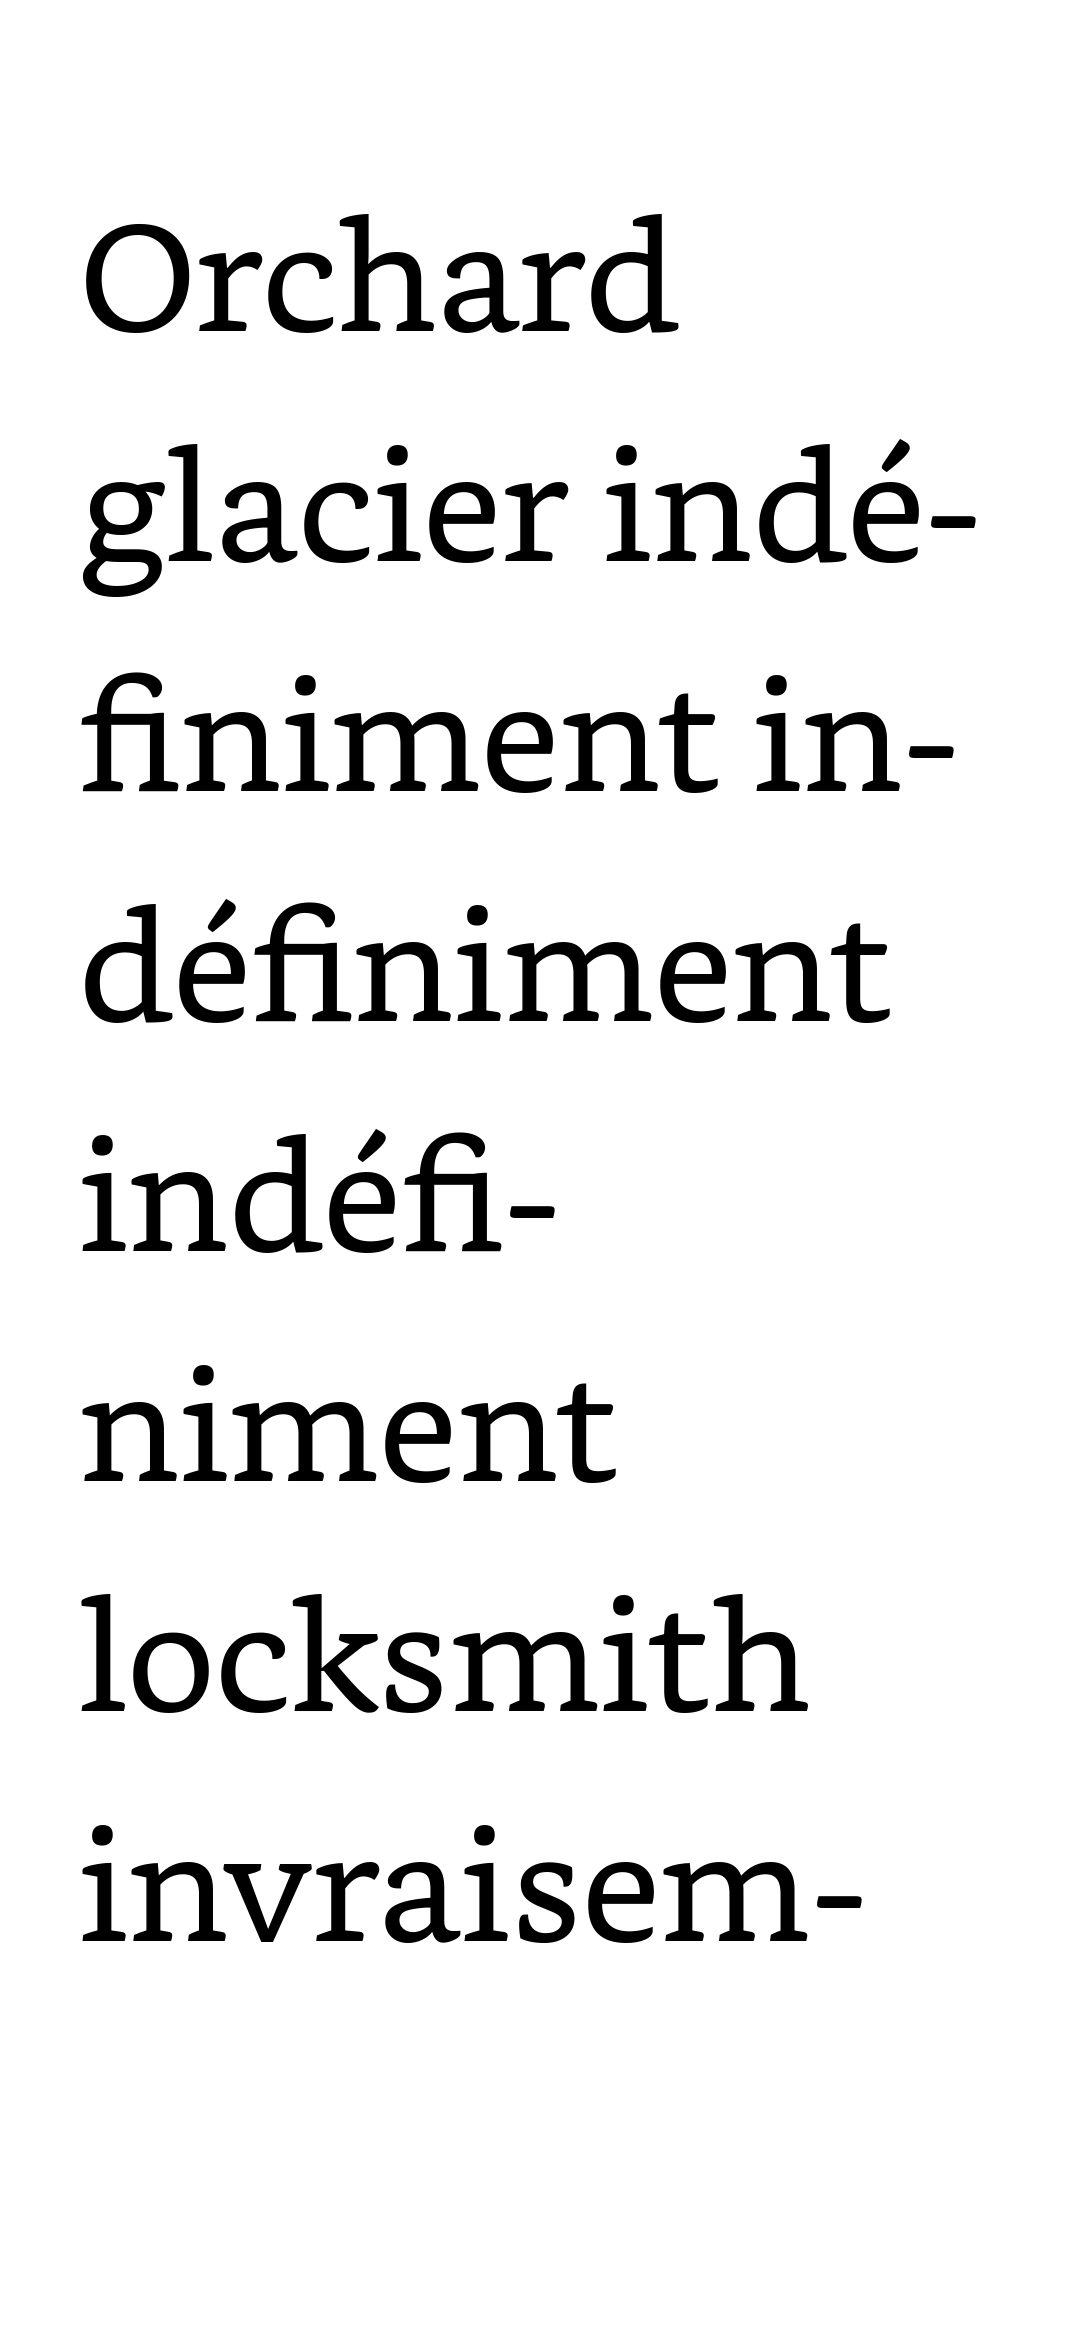 Orchard
glacier indé-
finiment in-
définiment
indéfi-
niment
locksmith
invraisem-